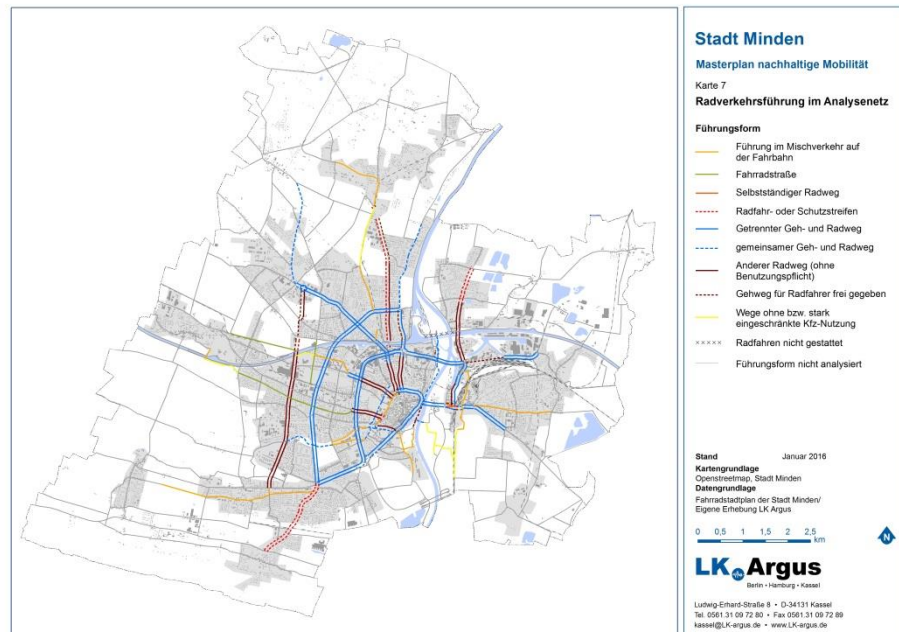 Stadt Minden
Masterplan nachhaltige Mobilität
Karte 7
Radverkehrsführung im Analysenetz
Führungsform
Führung im Mischverkehr auf
der Fahrbahn
Fahrradstraße
Selbstständiger Radweg
Radfahr- oder Schutzstreifen
Getrennter Geh- und Radweg
gemeinsamer Geh- und Radweg
Anderer Radweg (ohne
Benutzungspflicht)
Gehweg für Radfahrer frei gegeben
Wege ohne bzw. stark
eingeschränkte Kfz-Nutzung
Radfahren nicht gestattet
Führungsform nicht analysiert
Stand Januar 2016
Kartengrundlage
Openstreetmap, Stadt Minden
Datengrundlage
Fahrradstadtplan der Stadt Minden/
Eigene Erhebung LK Argus
0 0,5 1 1,5 2 2,5
km
N
LK Argus
Berlin • Hamburg • Kassel
Ludwig-Erhard-Straße 8 • D-34131 Kassel
Tel. 0561.31 09 72 80 • Fax 0561.31 09 72 89
kassel@LK-argus.de • www.LK-argus.de